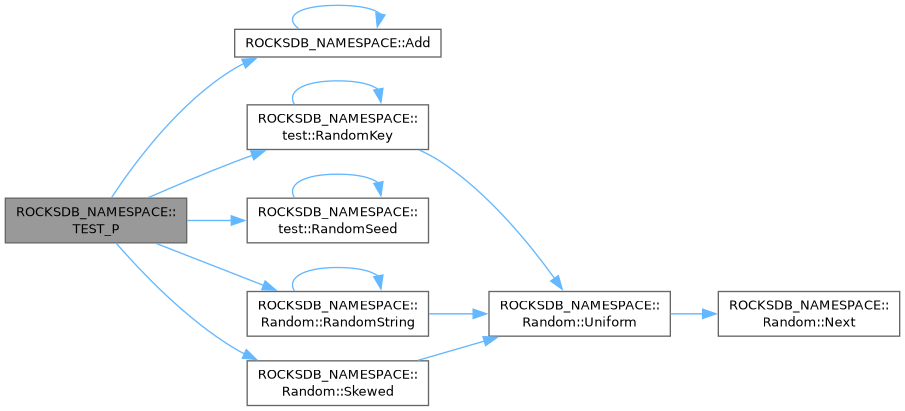 ROCKSDB_NAMESPACE::Add
ROCKSDB_NAMESPACE::
test::RandomKey
ROCKSDB_NAMESPACE::
TEST_P
ROCKSDB_NAMESPACE::
test::RandomSeed
ROCKSDB_NAMESPACE::
Random::RandomString
ROCKSDB_NAMESPACE::
Random::Uniform
ROCKSDB_NAMESPACE::
Random::Next
ROCKSDB_NAMESPACE::
Random::Skewed